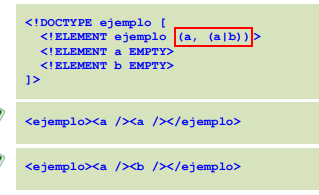 <!DOCTYPE ejemplo [
<!ELEMENT ejemplo (a, (a|b))>
<!ELEMENT a EMPTY>
<!ELEMENT b EMPTY>
]>
<ejemplo><a /><a /></ejemplo>
<ejemplo><a /><b /></ejemplo>